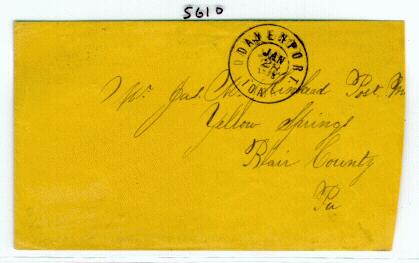 5610
DAVENPORT
JAN
IOA.
Mr. Jas. M. Kinkead Post M
Yellow Springs
Blair County
Pa